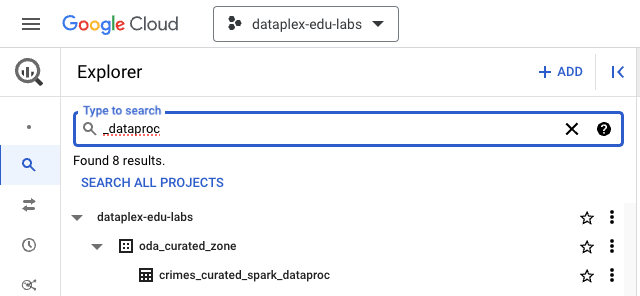 Google Cloud
dataplex-edu-labs
Explorer
+ ADD
Type to search
_dataproc
Found 8 results.
SEARCH ALL PROJECTS
dataplex-edu-labs
oda_curated_zone
crimes_curated_spark_dataproc